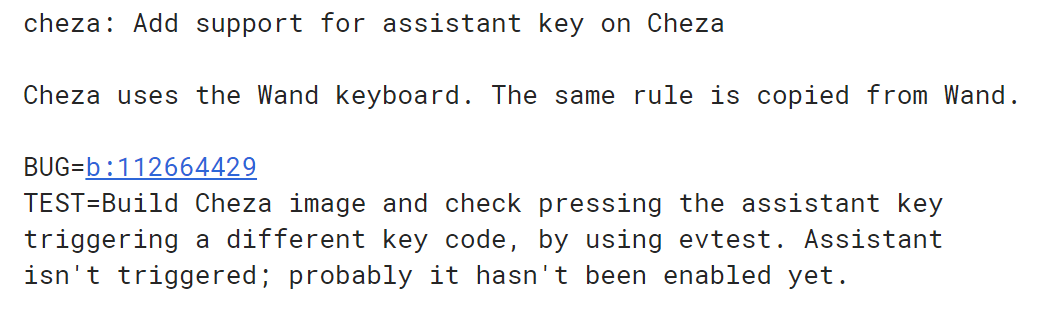 cheza: Add support for assistant key on Cheza
Cheza uses the Wand keyboard. The same rule is copied from Wand.
BUG=b:112664429
TEST=Build Cheza image and check pressing the assistant key
triggering a different key code, by using evtest. Assistant
isn't triggered; probably it hasn't been enabled yet.